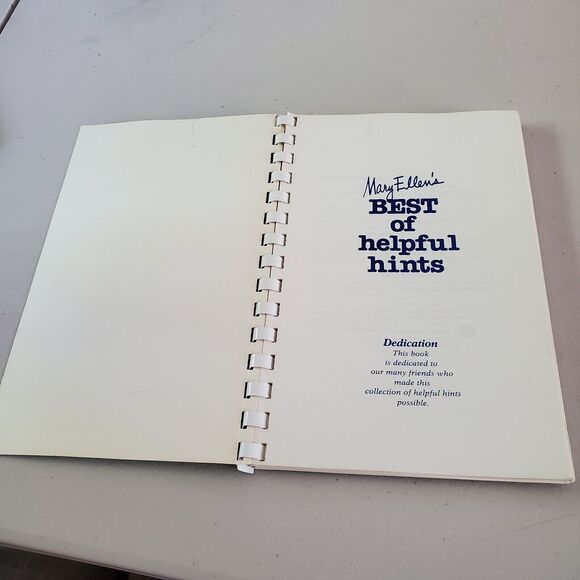 Mary Ellen's
BEST
of
helpful
hints
Dedication
This book
is dedicated to
our many friends who
made this
collection of helpful hints
possible.